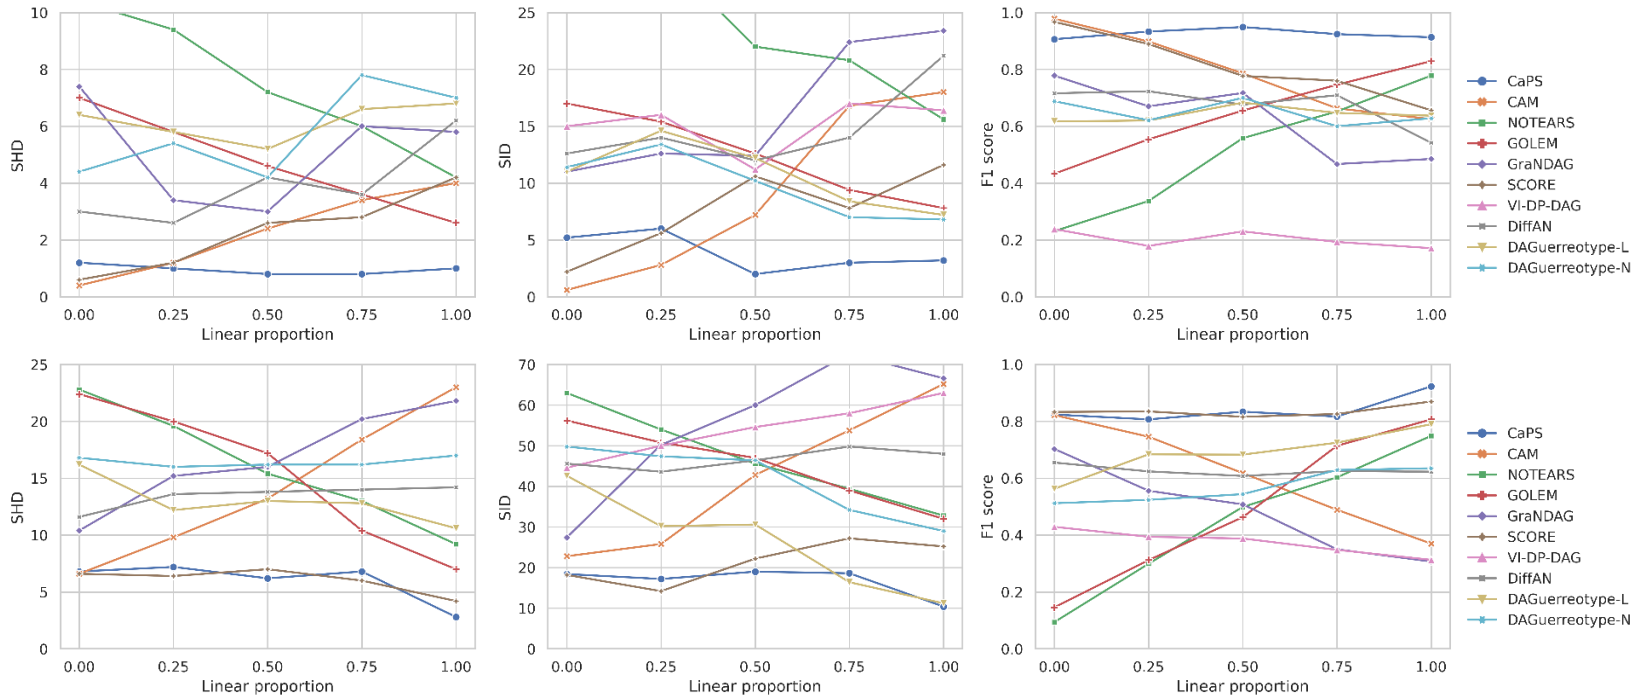 10
8
6
4
2
0
SHD
0.00 0.25 0.50 0.75 1.00
Linear proportion
25
20
15
10
5
0
SID
0.00 0.25 0.50 0.75 1.00
Linear proportion
1.0
0.8
0.6
0.4
0.2
0.0
F1 score
0.00 0.25 0.50 0.75 1.00
Linear proportion
CaPS
CAM
NOTEARS
GOLEM
GraNDAG
SCORE
VI-DP-DAG
DiffAN
DAGuerreotype-L
DAGuerreotype-N
25
20
15
10
5
0
SHD
0.00 0.25 0.50 0.75 1.00
Linear proportion
70
60
50
40
30
20
10
0
SID
0.00 0.25 0.50 0.75 1.00
Linear proportion
1.0
0.8
0.6
0.4
0.2
0.0
F1 score
0.00 0.25 0.50 0.75 1.00
Linear proportion
CaPS
CAM
NOTEARS
GOLEM
GraNDAG
SCORE
VI-DP-DAG
DiffAN
DAGuerreotype-L
DAGuerreotype-N